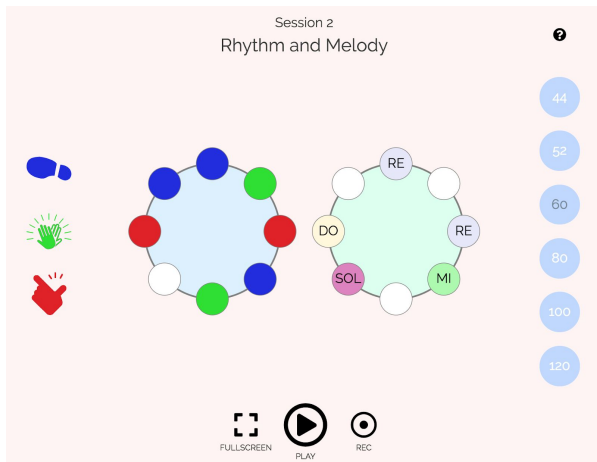 Session 2
Rhythm and Melody
?
44
52
60
80
100
120
RE
DO
RE
SOL
MI
FULLSCREEN
PLAY
REC